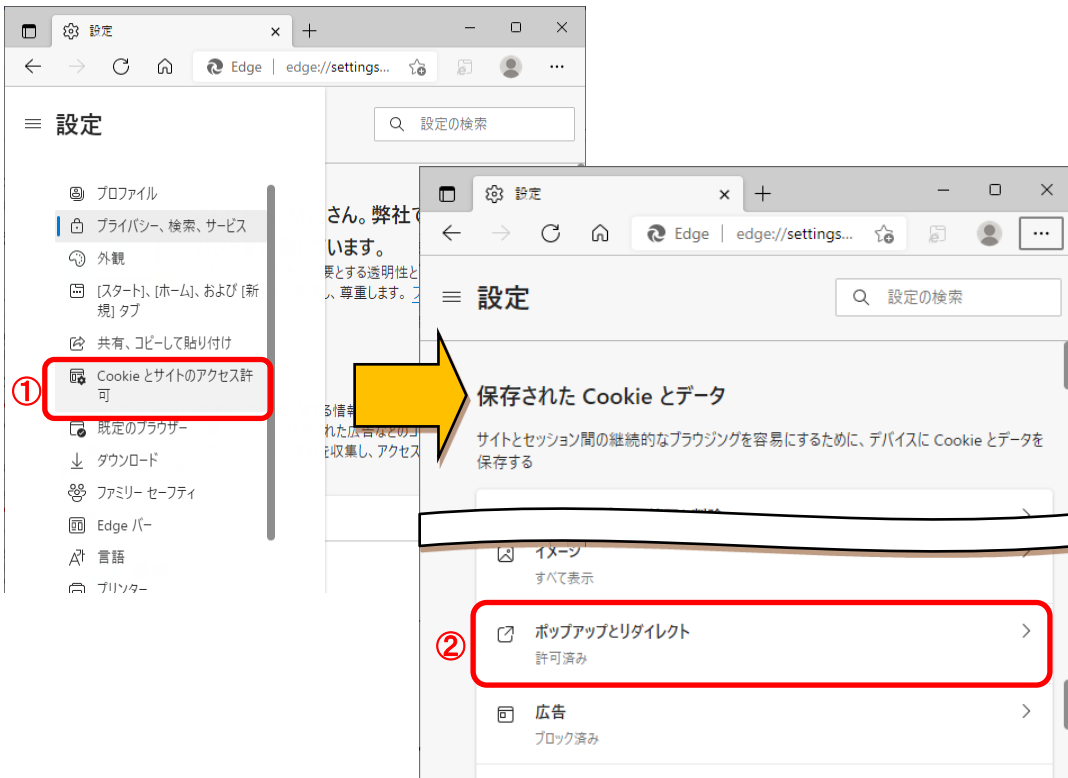 設定
Edge
edge://settings...
設定
設定の検索
プロファイル
プライバシー、検索、サービス
外観
[スタート]、[ホーム]、および [新
規] タブ
共有、コピーして貼り付け
①
Cookie とサイトのアクセス許
可
既定のブラウザー
ダウンロード
ファミリー セーフティ
Edge バー
言語
プリンター
さん。弊社で
います。
要とする透明性と
し、尊重します。プ
る情報
れた広告などのコ
を収集し、アクセス
設定
Edge
edge://settings...
設定
設定の検索
保存された Cookie とデータ
サイトとセッション間の継続的なブラウジングを容易にするために、デバイスに Cookie とデータを
保存する
イメージ
すべて表示
②
ポップアップとリダイレクト
許可済み
広告
ブロック済み